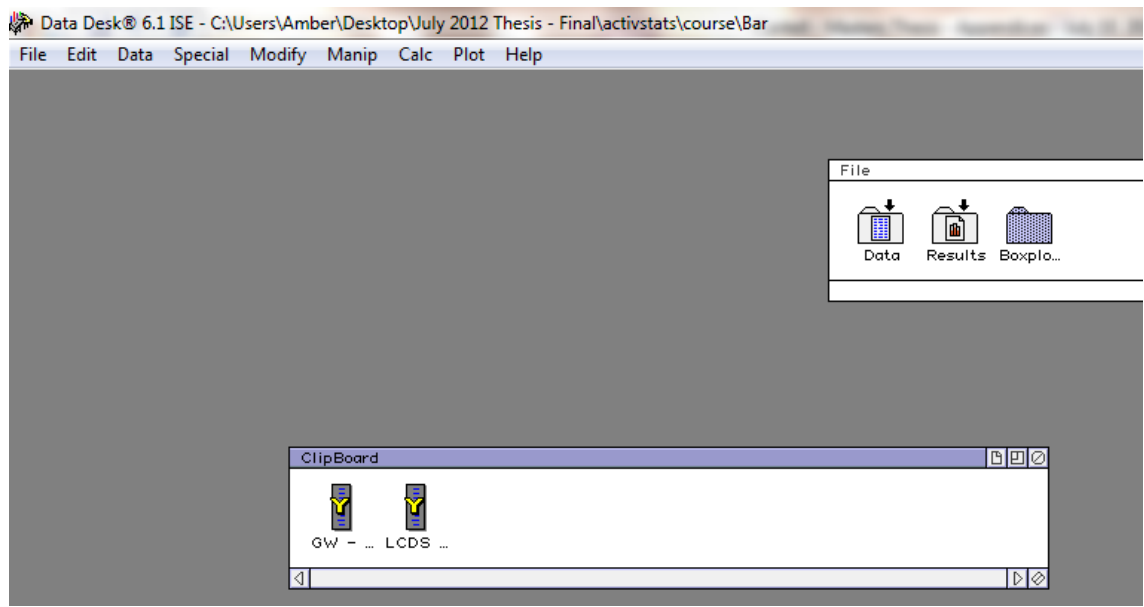 Data Desk® 6.1 ISE - C:\Users\Amber\Desktop\July 2012 Thesis - Final\activstats\course\Bar
File Edit Data Special Modify Manip Calc Plot Help
File
Data Results Boxplo...
ClipBoard
GW - ... LCDS ...